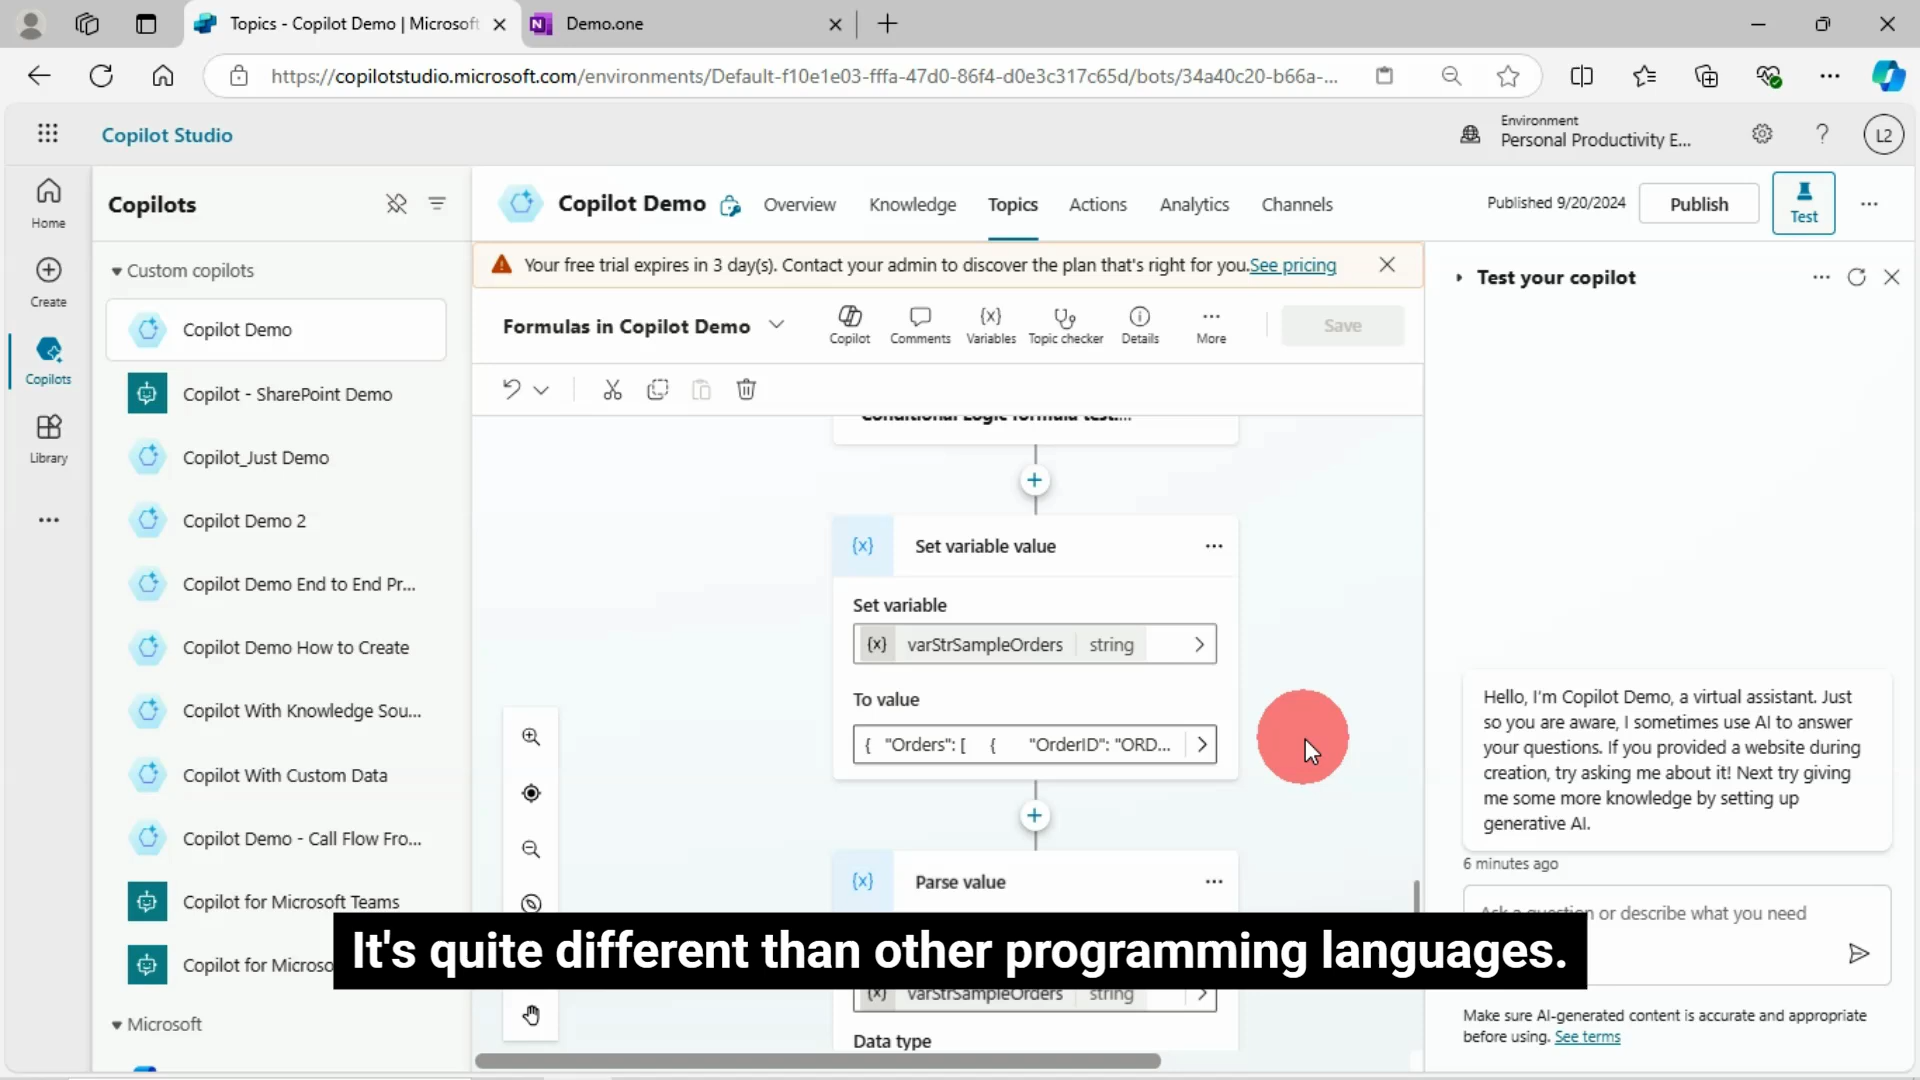 Topics - Copilot Demo | Microsoft
Demo.one
https://copilotstudio.microsoft.com/environments/Default-f10e1e03-fffa-47d0-86f4-d0e3c317c65d/bots/34a40c20-b66a-...
Copilot Studio
Environment
Personal Productivity E...
L2
Home
Create
Copilots
Library
Copilots
Custom copilots
Copilot Demo
Copilot - SharePoint Demo
Copilot_Just Demo
Copilot Demo 2
Copilot Demo End to End Pr...
Copilot Demo How to Create
Copilot With Knowledge Sou...
Copilot With Custom Data
Copilot Demo - Call Flow Fro...
Copilot for Microsoft Teams
Copilot for Microso
Microsoft
Copilot Demo
Overview
Knowledge
Topics
Actions
Analytics
Channels
Published 9/20/2024
Publish
Test
Your free trial expires in 3 day(s). Contact your admin to discover the plan that's right for you.See pricing
Formulas in Copilot Demo
Copilot
Comments
{x}
Variables
Topic checker
Details
More
Save
Conditional Logic formula test:...
{x}
Set variable value
Set variable
{x} varStrSampleOrders string
To value
{ "Orders": [ { "OrderID": "ORD...
{x}
Parse value
{x} varStrSampleOrders string
Data type
Test your copilot
Hello, I'm Copilot Demo, a virtual assistant. Just
so you are aware, I sometimes use AI to answer
your questions. If you provided a website during
creation, try asking me about it! Next try giving
me some more knowledge by setting up
generative AI.
6 minutes ago
Ask a question or describe what you need
Make sure AI-generated content is accurate and appropriate
before using. See terms
It's quite different than other programming languages.